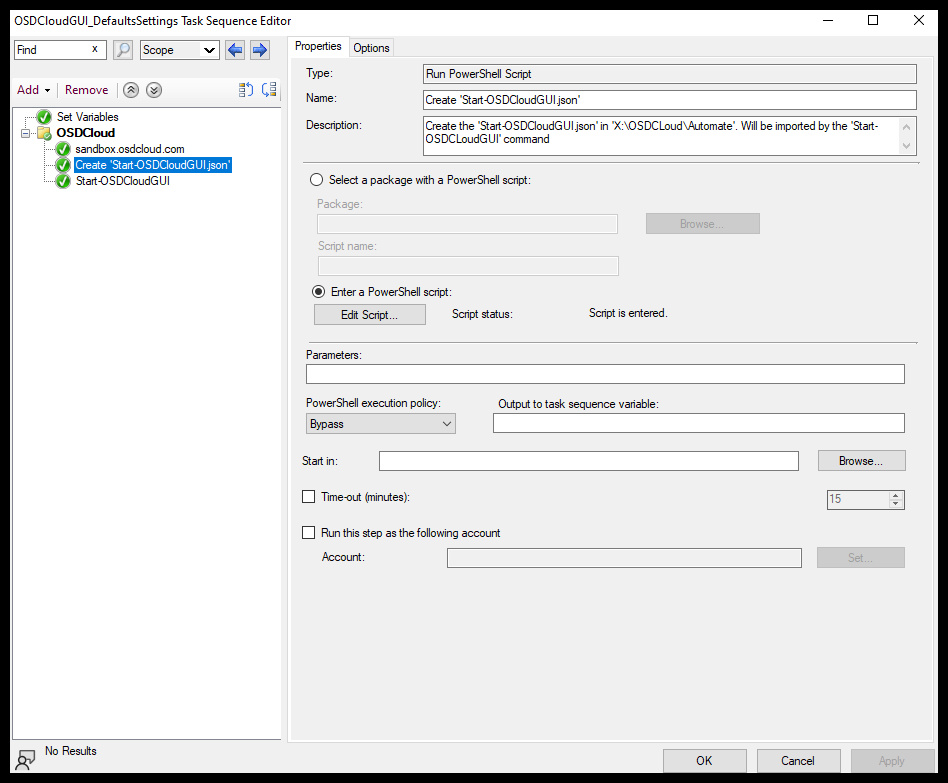 OSDCloudGUI_DefaultsSettings Task Sequence Editor
Find x Scope
Add Remove
Set Variables
OSDCloud
sandbox.osdcloud.com
Create 'Start-OSDCloudGUI.json'
Start-OSDCloudGUI
No Results
Properties Options
Type: Run PowerShell Script
Name: Create 'Start-OSDCloudGUI.json'
Description: Create the 'Start-OSDCloudGUI.json' in 'X:\OSDCLoud\Automate'. Will be imported by the 'Start-
OSDCLoudGUI' command
Select a package with a PowerShell script:
Package:
Browse...
Script name:
Enter a PowerShell script:
Edit Script... Script status: Script is entered.
Parameters:
PowerShell execution policy: Output to task sequence variable:
Bypass
Start in: Browse...
Time-out (minutes): 15
Run this step as the following account
Account: Set...
OK Cancel Apply